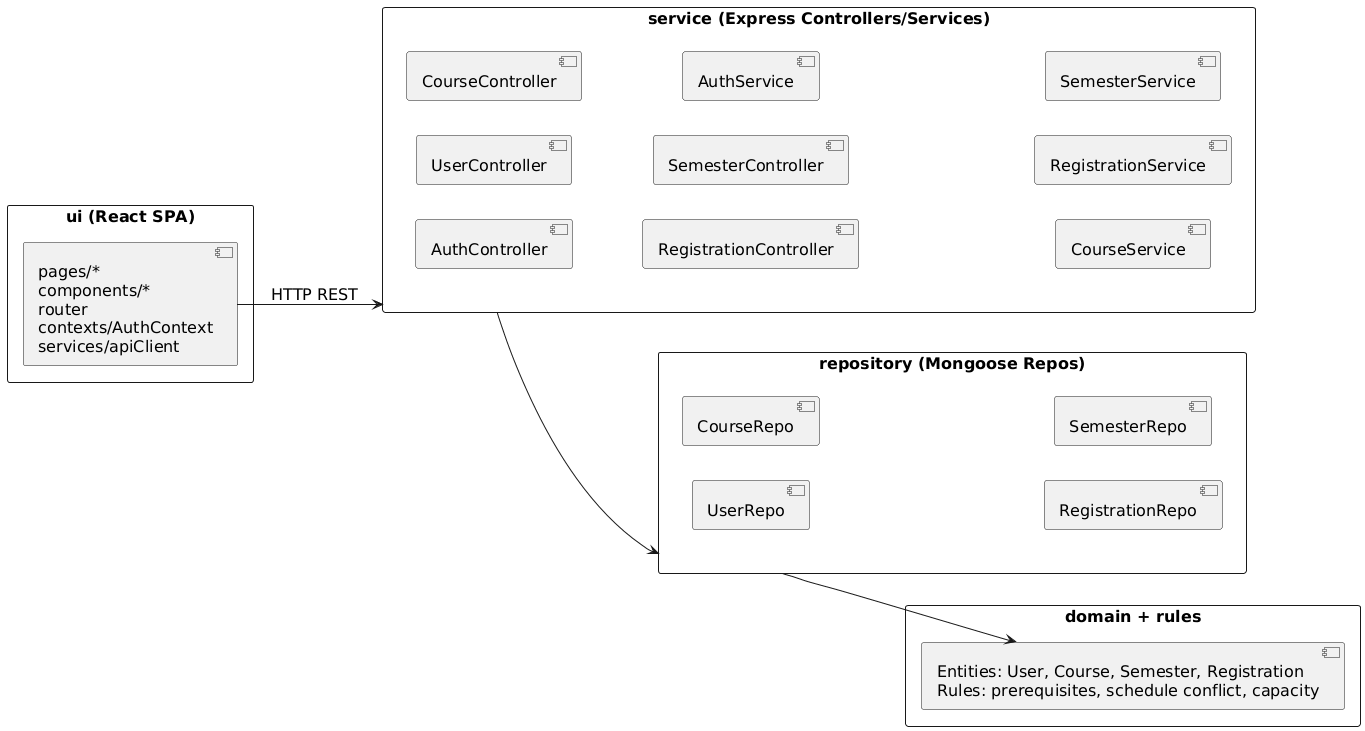 service (Express Controllers/Services)
CourseController
AuthService
SemesterService
UserController
SemesterController
RegistrationService
AuthController
RegistrationController
CourseService
ui (React SPA)
pages/*
components/*
router
contexts/AuthContext
services/apiClient
HTTP REST
repository (Mongoose Repos)
CourseRepo
SemesterRepo
UserRepo
RegistrationRepo
domain + rules
Entities: User, Course, Semester, Registration
Rules: prerequisites, schedule conflict, capacity